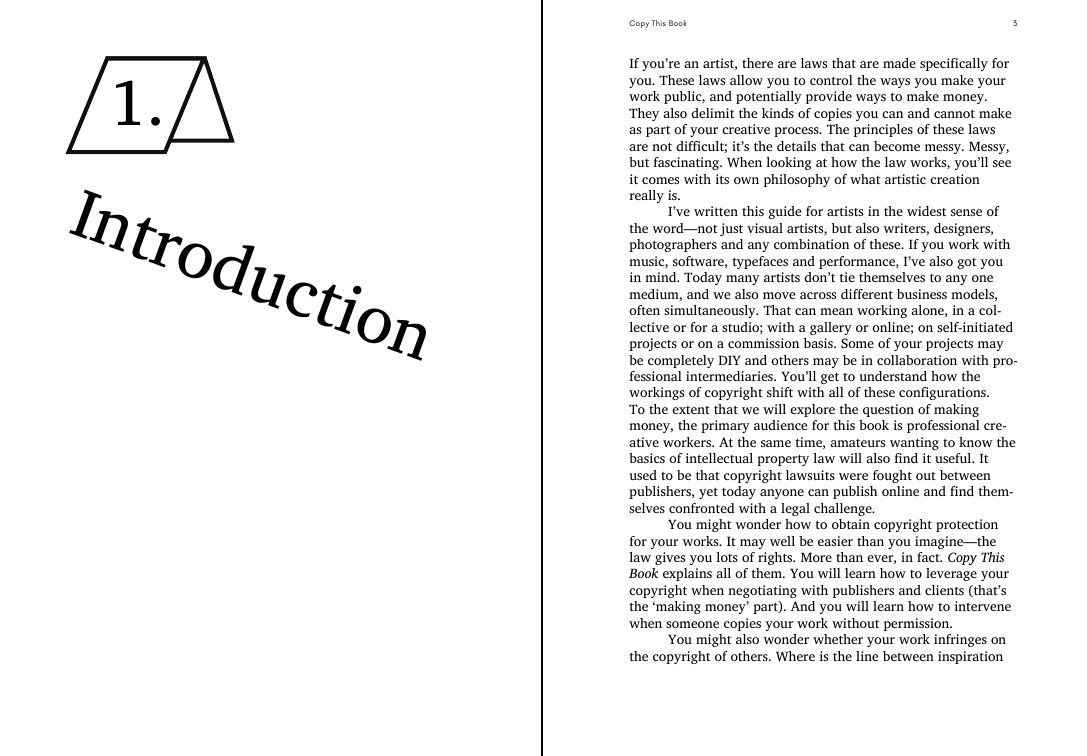 1.
Introduction
Copy This Book
3
If you’re an artist, there are laws that are made specifically for
you. These laws allow you to control the ways you make your
work public, and potentially provide ways to make money.
They also delimit the kinds of copies you can and cannot make
as part of your creative process. The principles of these laws
are not difficult; it’s the details that can become messy. Messy,
but fascinating. When looking at how the law works, you’ll see
it comes with its own philosophy of what artistic creation
really is.
I’ve written this guide for artists in the widest sense of
the word—not just visual artists, but also writers, designers,
photographers and any combination of these. If you work with
music, software, typefaces and performance, I’ve also got you
in mind. Today many artists don’t tie themselves to any one
medium, and we also move across different business models,
often simultaneously. That can mean working alone, in a col-
lective or for a studio; with a gallery or online; on self-initiated
projects or on a commission basis. Some of your projects may
be completely DIY and others may be in collaboration with pro-
fessional intermediaries. You’ll get to understand how the
workings of copyright shift with all of these configurations.
To the extent that we will explore the question of making
money, the primary audience for this book is professional cre-
ative workers. At the same time, amateurs wanting to know the
basics of intellectual property law will also find it useful. It
used to be that copyright lawsuits were fought out between
publishers, yet today anyone can publish online and find them-
selves confronted with a legal challenge.
You might wonder how to obtain copyright protection
for your works. It may well be easier than you imagine—the
law gives you lots of rights. More than ever, in fact. Copy This
Book explains all of them. You will learn how to leverage your
copyright when negotiating with publishers and clients (that’s
the ‘making money’ part). And you will learn how to intervene
when someone copies your work without permission.
You might also wonder whether your work infringes on
the copyright of others. Where is the line between inspiration